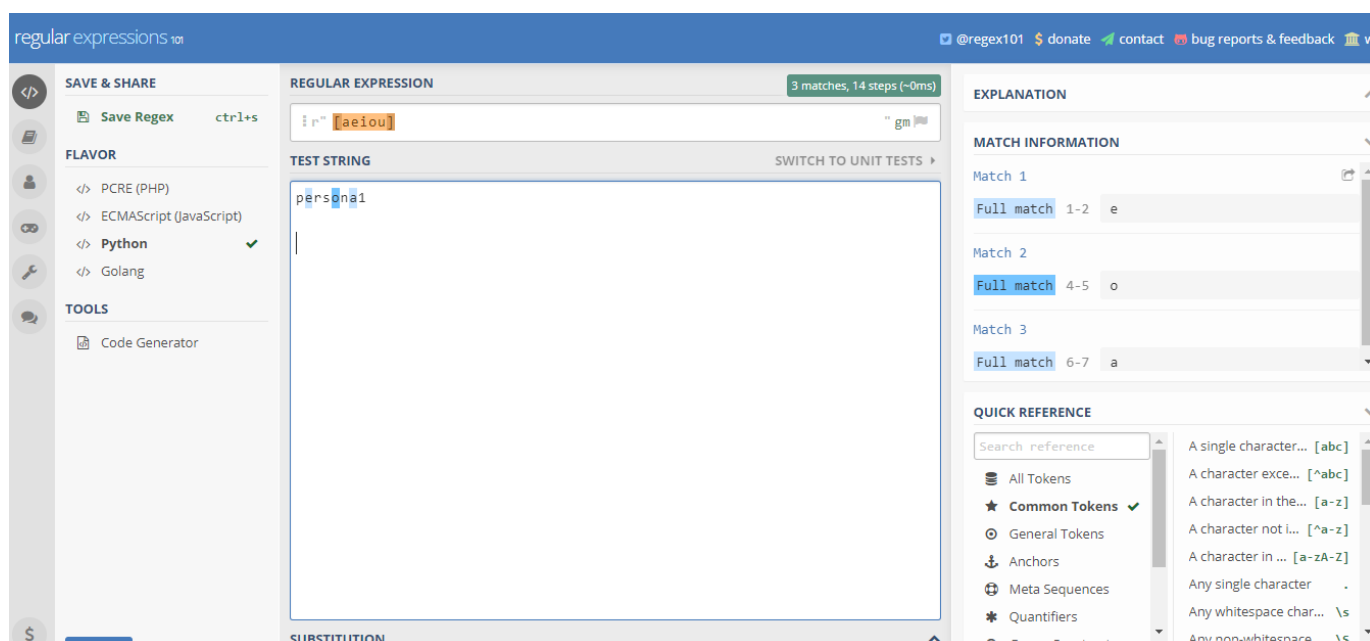 regular expressions 101
@regex101 $ donate contact bug reports & feedback w
SAVE & SHARE
Save Regex ctrl+s
FLAVOR
</> PCRE (PHP)
</> ECMAScript (JavaScript)
</> Python
</> Golang
TOOLS
Code Generator
$
REGULAR EXPRESSION
3 matches, 14 steps (~0ms)
r" [aeiou] " gm
TEST STRING
SWITCH TO UNIT TESTS
persona1
SUBSTITUTION
EXPLANATION
MATCH INFORMATION
Match 1
Full match 1-2 e
Match 2
Full match 4-5 o
Match 3
Full match 6-7 a
QUICK REFERENCE
Search reference
All Tokens
Common Tokens
General Tokens
Anchors
Meta Sequences
Quantifiers
A single character... [abc]
A character exce... [^abc]
A character in the... [a-z]
A character not i... [^a-z]
A character in ... [a-zA-Z]
Any single character .
Any whitespace char... \s
Any non-whitespace \S